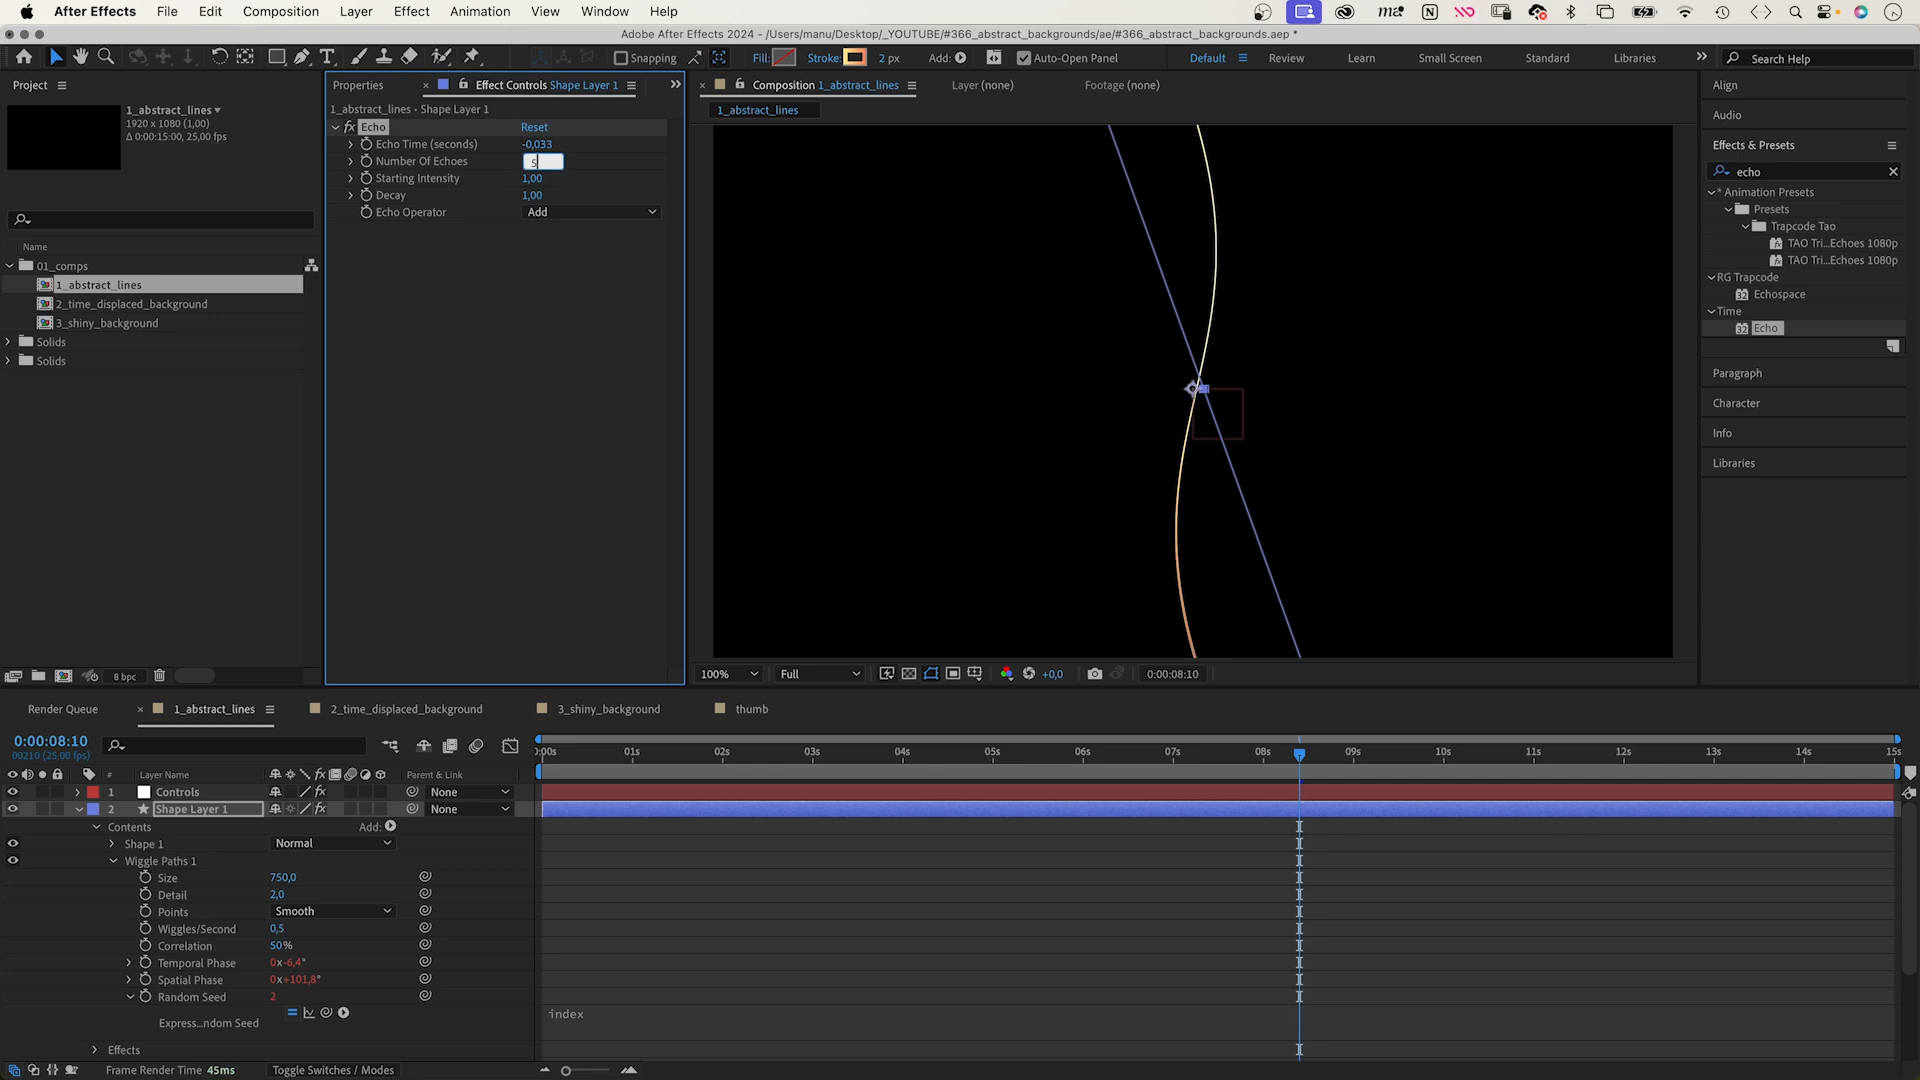 After Effects File Edit Composition Layer Effect Animation View Window Help
Adobe After Effects 2024 - /Users/manu/Desktop/_YOUTUBE/#366_abstract_backgrounds/ae/#366_abstract_backgrounds.aep *
Snapping Fill: Stroke: 2 px Add: Auto-Open Panel Default Review Learn Small Screen Standard Libraries Search Help
Project
1_abstract_lines
1920 x 1080 (1,00)
Δ 0:00:15:00, 25,00 fps
Name
01_comps
1_abstract_lines
2_time_displaced_background
3_shiny_background
Solids
Solids
8 bpc
Properties Effect Controls Shape Layer 1
1_abstract_lines • Shape Layer 1
fx Echo Reset
Echo Time (seconds) -0,033
Number Of Echoes 5
Starting Intensity 1,00
Decay 1,00
Echo Operator Add
Composition 1_abstract_lines Layer (none) Footage (none)
1_abstract_lines
100% Full +0,0 0:00:08:10
Align
Audio
Effects & Presets
echo
* Animation Presets
Presets
Trapcode Tao
TAO Tri...Echoes 1080p
TAO Tri...Echoes 1080p
RG Trapcode
Echospace
Time
Echo
Paragraph
Character
Info
Libraries
Render Queue 1_abstract_lines 2_time_displaced_background 3_shiny_background thumb
0:00:08:10
00210 (25.00 fps)
# Layer Name Parent & Link
1 Controls None
2 Shape Layer 1 None
Contents Add:
Shape 1 Normal
Wiggle Paths 1
Size 750,0
Detail 2,0
Points Smooth
Wiggles/Second 0,5
Correlation 50%
Temporal Phase 0x-6,4°
Spatial Phase 0x+101,8°
Random Seed 2
Express...ndom Seed
index
Effects
Frame Render Time 45ms Toggle Switches / Modes
:00s 01s 02s 03s 04s 05s 06s 07s 08s 09s 10s 11s 12s 13s 14s 15s